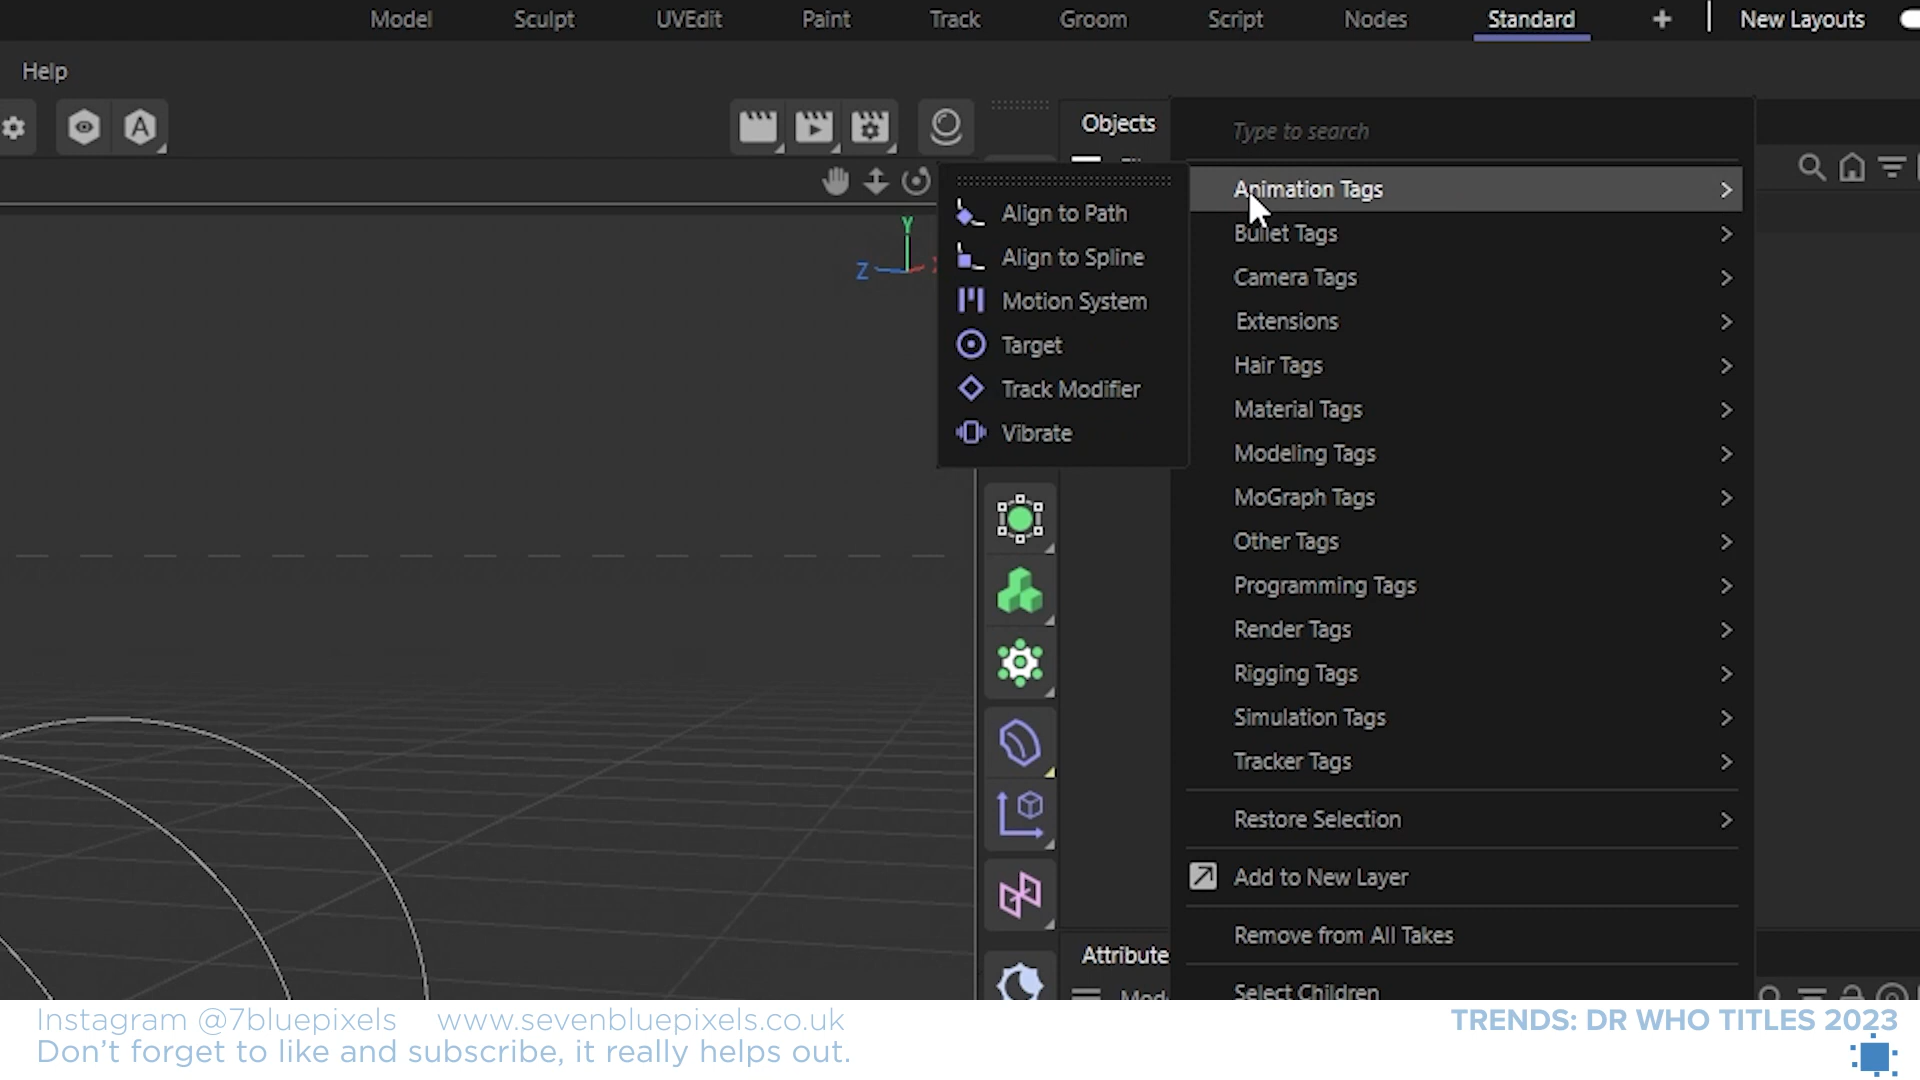 Model Sculpt UVEdit Paint Track Groom Script Nodes Standard + New Layouts
Help
Objects
Type to search
Animation Tags
Align to Path
Align to Spline
Motion System
Target
Track Modifier
Vibrate
Bullet Tags
Camera Tags
Extensions
Hair Tags
Material Tags
Modeling Tags
MoGraph Tags
Other Tags
Programming Tags
Render Tags
Rigging Tags
Simulation Tags
Tracker Tags
Restore Selection
Add to New Layer
Remove from All Takes
Select Children
Y
Z
A
Attribute
Instagram @7bluepixels www.sevenbluepixels.co.uk
Don't forget to like and subscribe, it really helps out.
TRENDS: DR WHO TITLES 2023